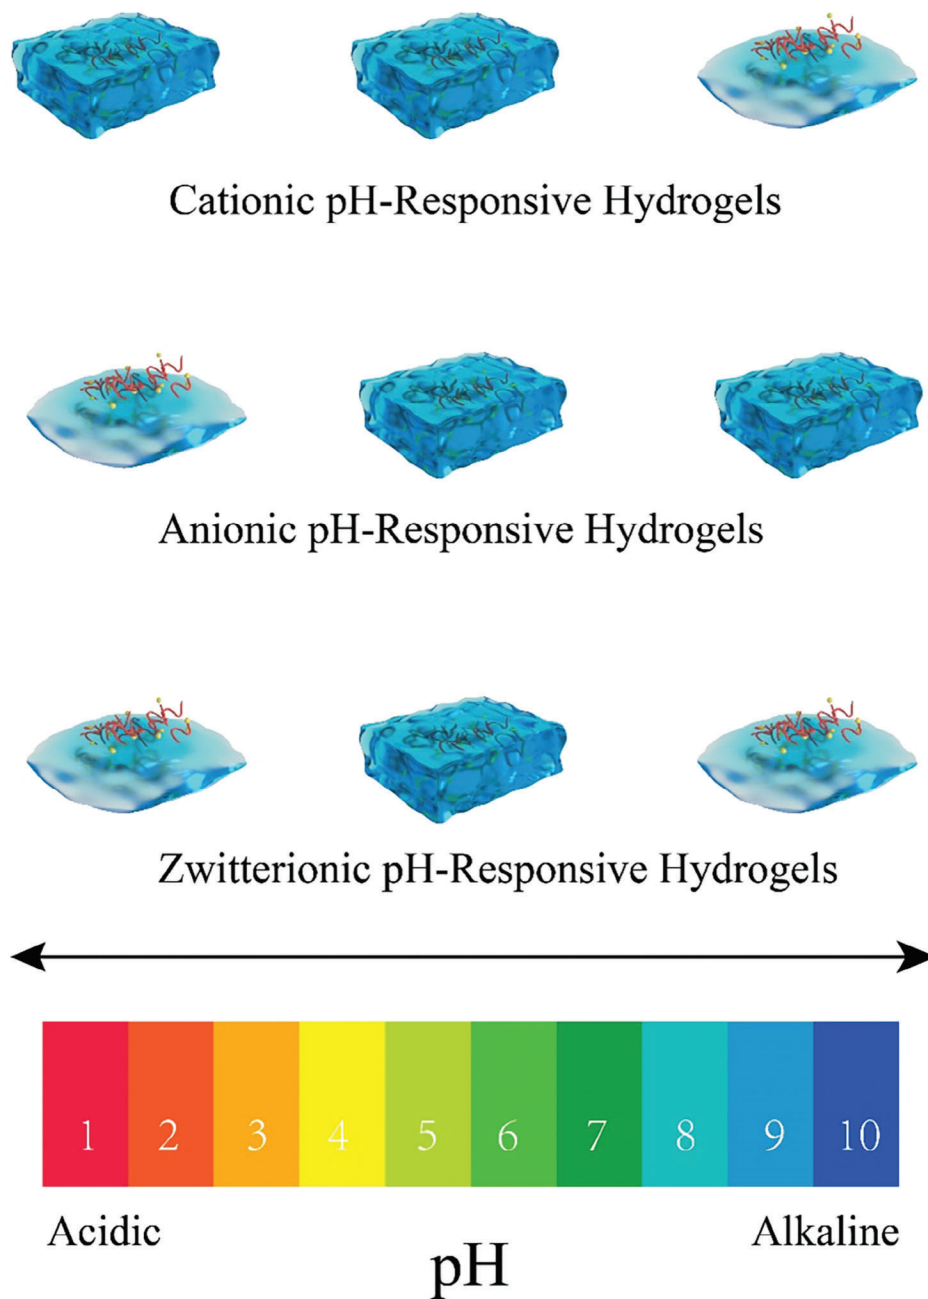 Cationic pH-Responsive Hydrogels
Anionic pH-Responsive Hydrogels
Zwitterionic pH-Responsive Hydrogels
1 2 3 4 5 6 7 8 9 10
Acidic Alkaline
pH